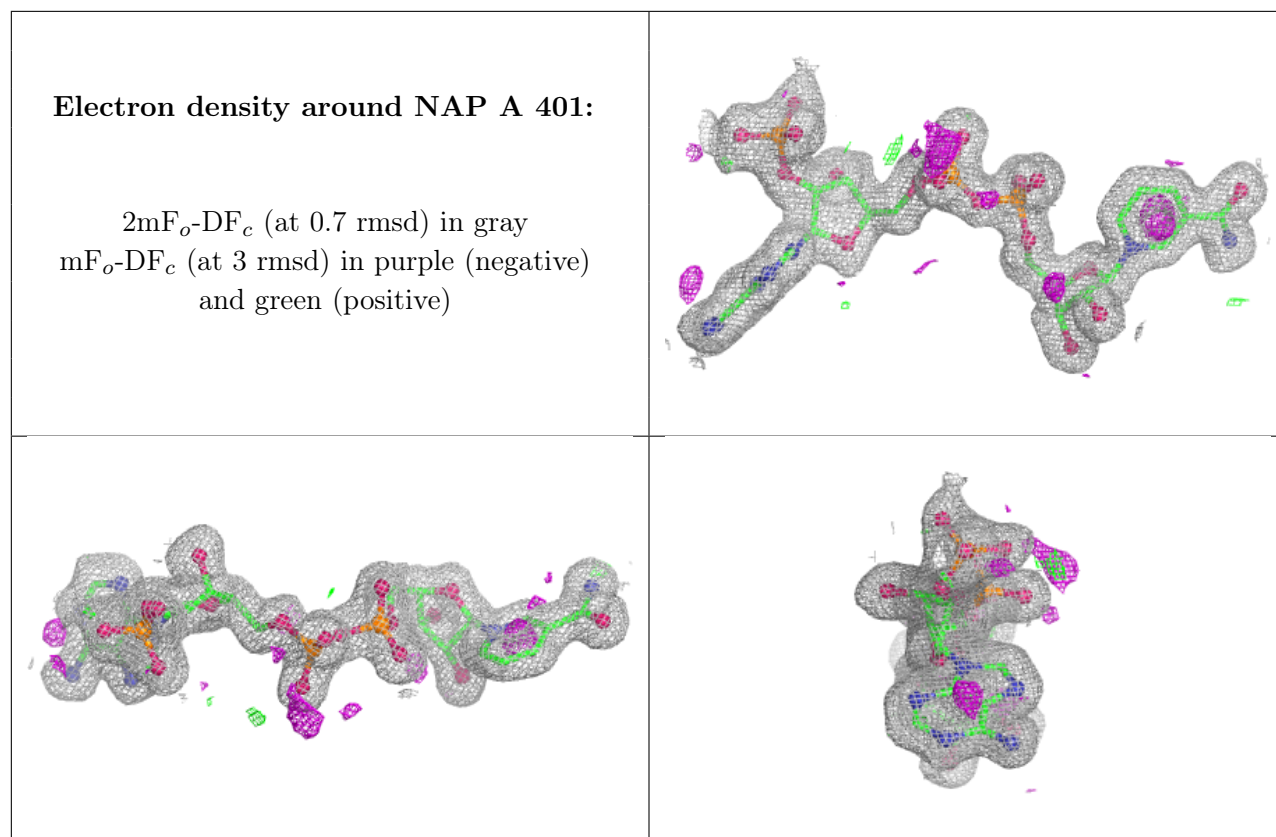 Electron density around NAP A 401:
2mFₒ-DF𝒸 (at 0.7 rmsd) in gray
mFₒ-DF𝒸 (at 3 rmsd) in purple (negative)
and green (positive)